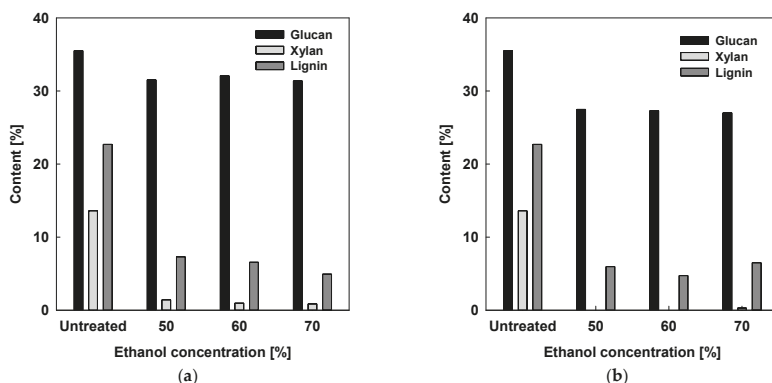 40
30
20
10
0
Content [%]
Glucan
Xylan
Lignin
Untreated 50 60 70
Ethanol concentration [%]
(a)
40
30
20
10
0
Content [%]
Glucan
Xylan
Lignin
Untreated 50 60 70
Ethanol concentration [%]
(b)